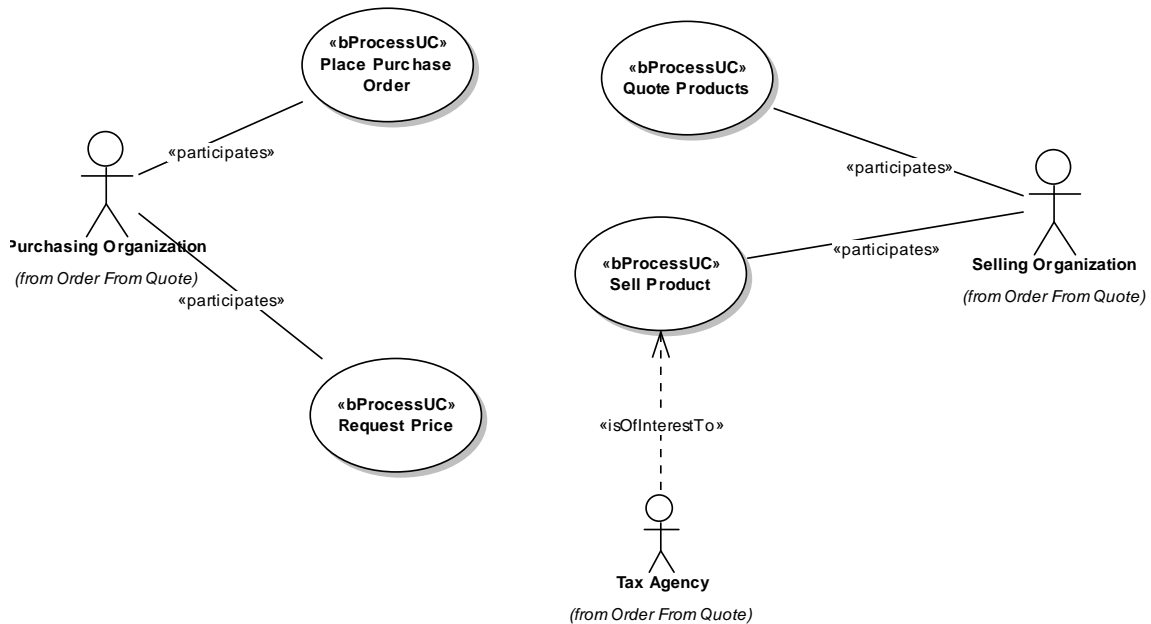 «bProcessUC»
Place Purchase
Order
«participates»
Purchasing Organization
(from Order From Quote)
«participates»
«bProcessUC»
Request Price
«bProcessUC»
Quote Products
«participates»
«bProcessUC»
Sell Product
«participates»
Selling Organization
(from Order From Quote)
«isOfInterestTo»
Tax Agency
(from Order From Quote)